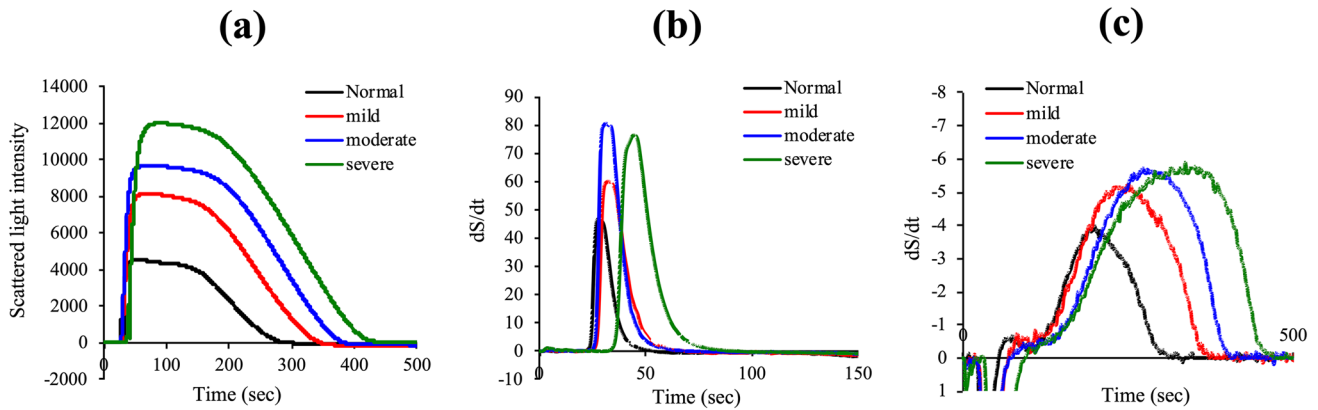 (a)
(b)
(c)
14000
12000
10000
8000
6000
4000
2000
0
-2000
Scattered light intensity
Normal
mild
moderate
severe
0 100 200 300 400 500
Time (sec)
90
80
70
60
50
40
30
20
10
0
-10
dS/dt
Normal
mild
moderate
severe
0 50 100 150
Time (sec)
-8
-7
-6
-5
-4
-3
-2
-1
0
1
dS/dt
Normal
mild
moderate
severe
0 500
Time (sec)